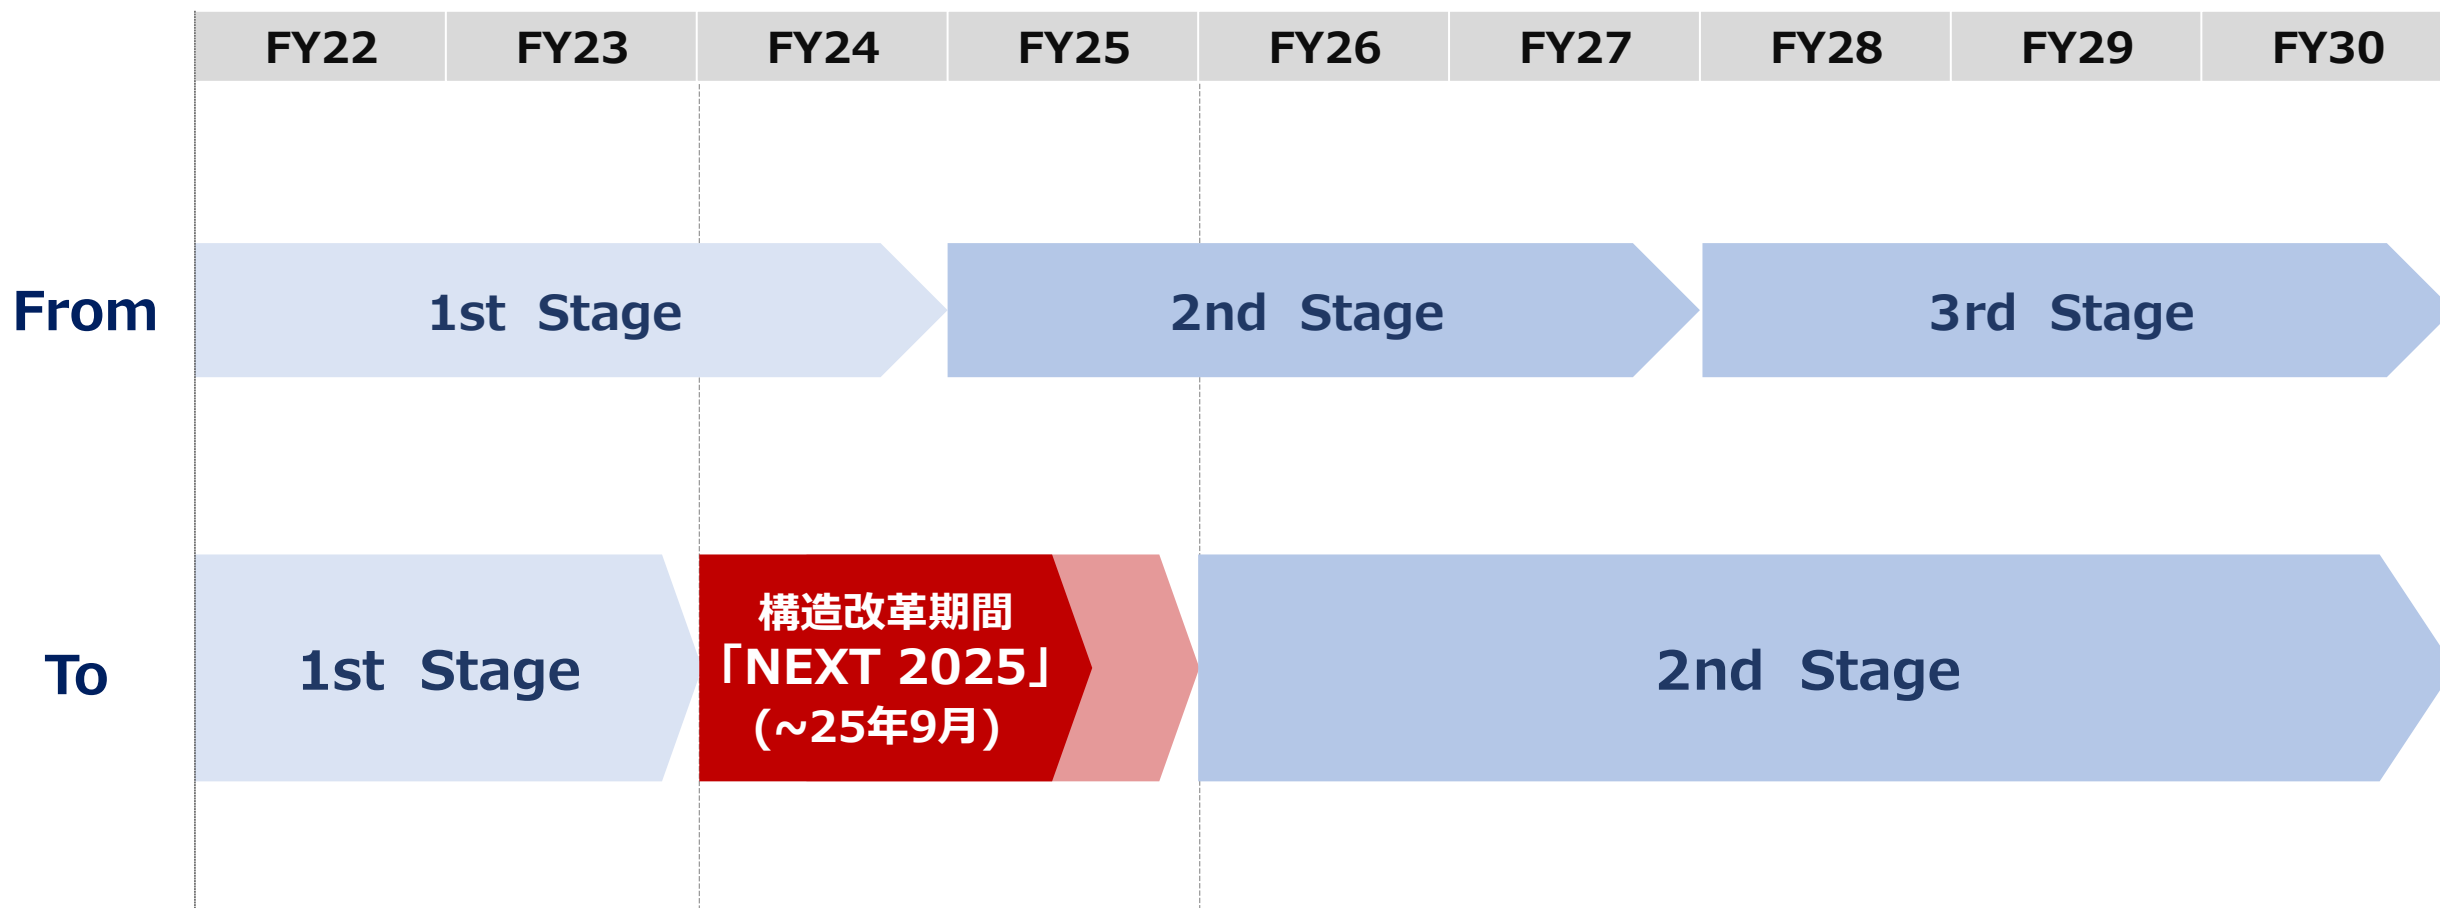 FY22 FY23 FY24 FY25 FY26 FY27 FY28 FY29 FY30
From 1st Stage 2nd Stage 3rd Stage
構造改革期間
To 1st Stage 「NEXT 2025」 2nd Stage
(~25年9月)